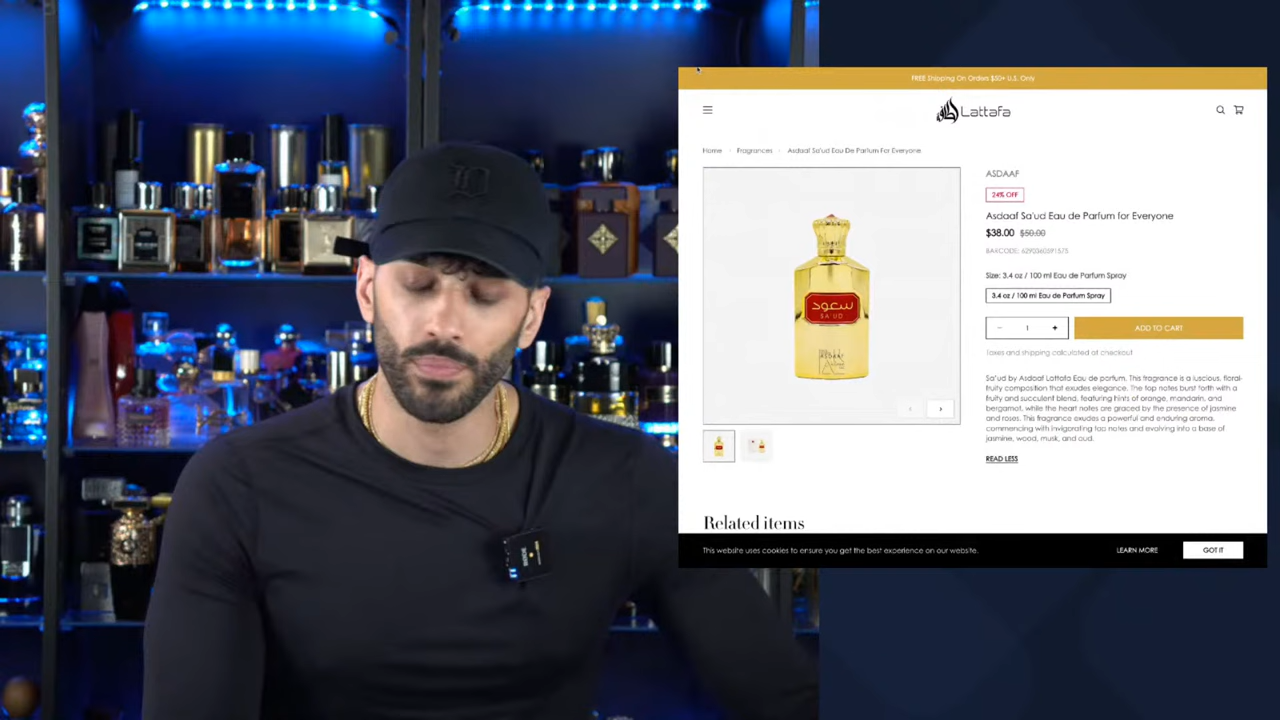 FREE Shipping On Orders $50+ U.S. Only
Lattafa
Home
Fragrances
Asdaaf Sa'ud Eau De Parfum For Everyone
ASDAAF
24% OFF
Asdaaf Sa'ud Eau de Parfum for Everyone
$38.00 $50.00
BARCODE: 6290360591575
Size: 3.4 oz / 100 ml Eau de Parfum Spray
3.4 oz / 100 ml Eau de Parfum Spray
− 1 +
ADD TO CART
Taxes and shipping calculated at checkout
Sa'ud by Asdaaf Lattafa Eau de parfum. This fragrance is a luscious, floral-
fruity composition that exudes elegance. The top notes burst forth with a
fruity and succulent blend, featuring hints of orange, mandarin, and
bergamot, while the heart notes are graced by the presence of jasmine
and roses. This fragrance exudes a powerful and enduring aroma,
commencing with invigorating top notes and evolving into a base of
jasmine, wood, musk, and oud.
READ LESS
سعود
SA'UD
ASDAAF
Related items
This website uses cookies to ensure you get the best experience on our website.
LEARN MORE
GOT IT